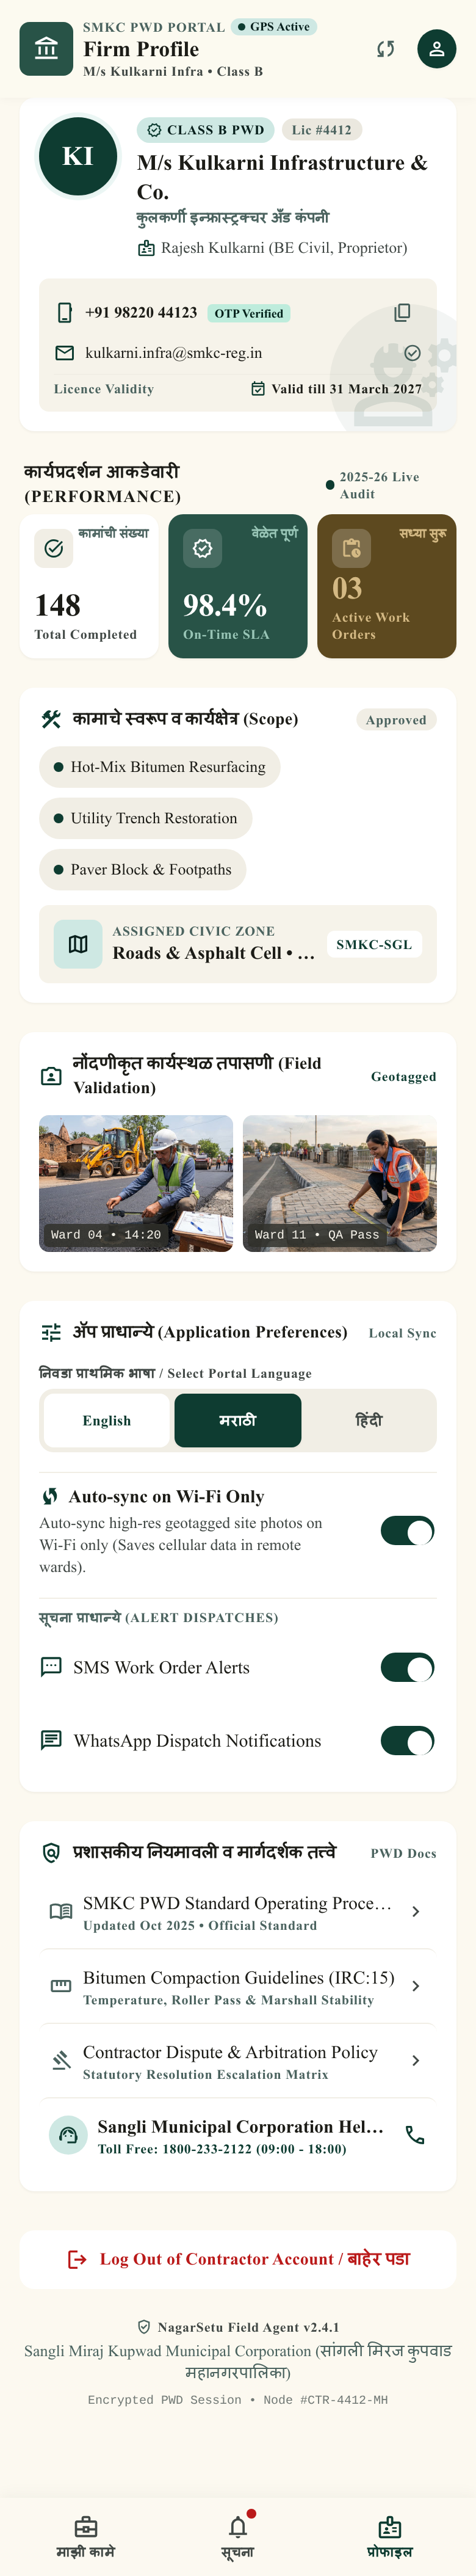 SMKC PWD PORTAL GPS Active
Firm Profile
M/s Kulkarni Infra • Class B
KI
CLASS B PWD Lic #4412
M/s Kulkarni Infrastructure &
Co.
कुलकर्णी इन्फ्रास्ट्रक्चर अँड कंपनी
Rajesh Kulkarni (BE Civil, Proprietor)
+91 98220 44123 OTP Verified
kulkarni.infra@smkc-reg.in
Licence Validity Valid till 31 March 2027
कार्यप्रदर्शन आकडेवारी
(PERFORMANCE)
2025-26 Live
Audit
कामांची संख्या
148
Total Completed
वेळेत पूर्ण
98.4%
On-Time SLA
सध्या सुरू
03
Active Work
Orders
कामाचे स्वरूप व कार्यक्षेत्र (Scope) Approved
Hot-Mix Bitumen Resurfacing
Utility Trench Restoration
Paver Block & Footpaths
ASSIGNED CIVIC ZONE
Roads & Asphalt Cell • ...
SMKC-SGL
नोंदणीकृत कार्यस्थळ तपासणी (Field
Validation)
Geotagged
Ward 04 • 14:20
Ward 11 • QA Pass
ॲप प्राधान्ये (Application Preferences) Local Sync
निवडा प्राथमिक भाषा / Select Portal Language
English मराठी हिंदी
Auto-sync on Wi-Fi Only
Auto-sync high-res geotagged site photos on
Wi-Fi only (Saves cellular data in remote
wards).
सूचना प्राधान्ये (ALERT DISPATCHES)
SMS Work Order Alerts
WhatsApp Dispatch Notifications
प्रशासकीय नियमावली व मार्गदर्शक तत्त्वे PWD Docs
SMKC PWD Standard Operating Proce...
Updated Oct 2025 • Official Standard
Bitumen Compaction Guidelines (IRC:15)
Temperature, Roller Pass & Marshall Stability
Contractor Dispute & Arbitration Policy
Statutory Resolution Escalation Matrix
Sangli Municipal Corporation Hel...
Toll Free: 1800-233-2122 (09:00 - 18:00)
Log Out of Contractor Account / बाहेर पडा
NagarSetu Field Agent v2.4.1
Sangli Miraj Kupwad Municipal Corporation (सांगली मिरज कुपवाड
महानगरपालिका)
Encrypted PWD Session • Node #CTR-4412-MH
माझी कामे सूचना प्रोफाइल